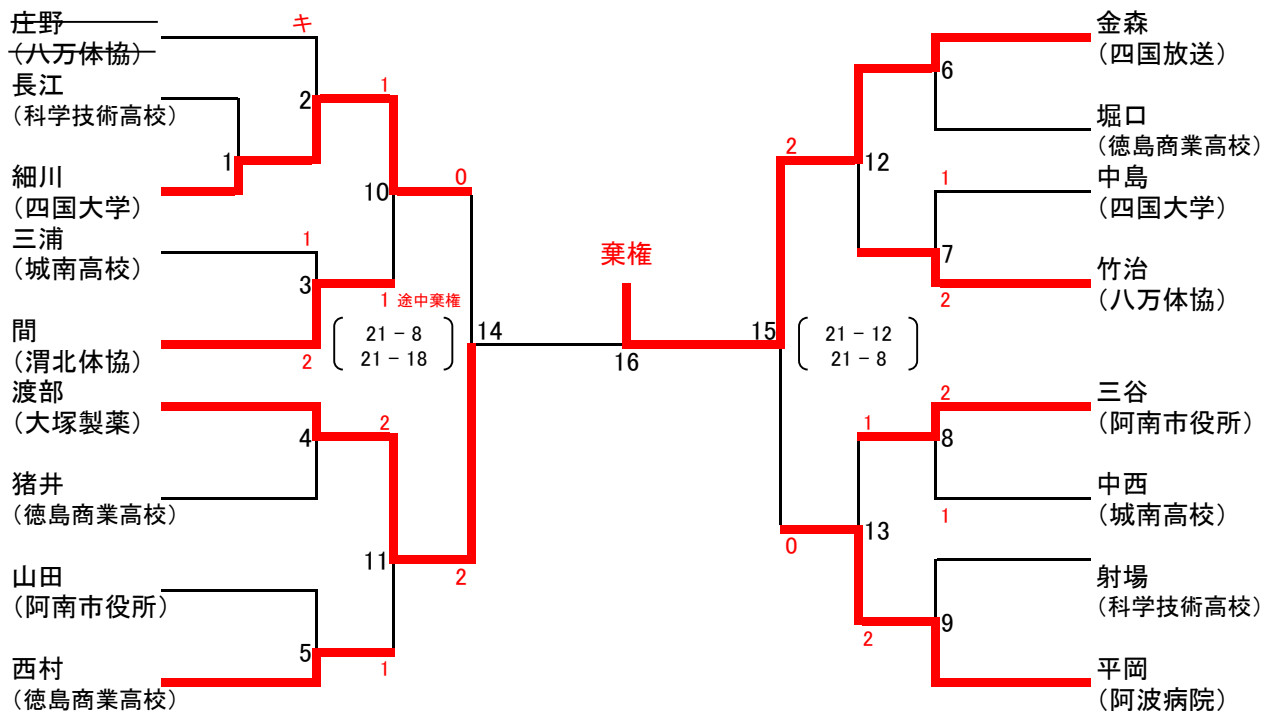 庄野
(八万体協)
キ
長江
(科学技術高校)
2
1
1
細川
(四国大学)
10
0
三浦
(城南高校)
1
3
1 途中棄権
間
(渭北体協)
2
21 - 8
21 - 18
14
渡部
(大塚製薬)
4
2
猪井
(徳島商業高校)
11
2
山田
(阿南市役所)
5
1
西村
(徳島商業高校)
棄権
16
金森
(四国放送)
6
堀口
(徳島商業高校)
2
12
中島
(四国大学)
1
7
竹治
(八万体協)
2
15
21 - 12
21 - 8
三谷
(阿南市役所)
2
1
8
中西
(城南高校)
1
0
13
射場
(科学技術高校)
2
9
平岡
(阿波病院)